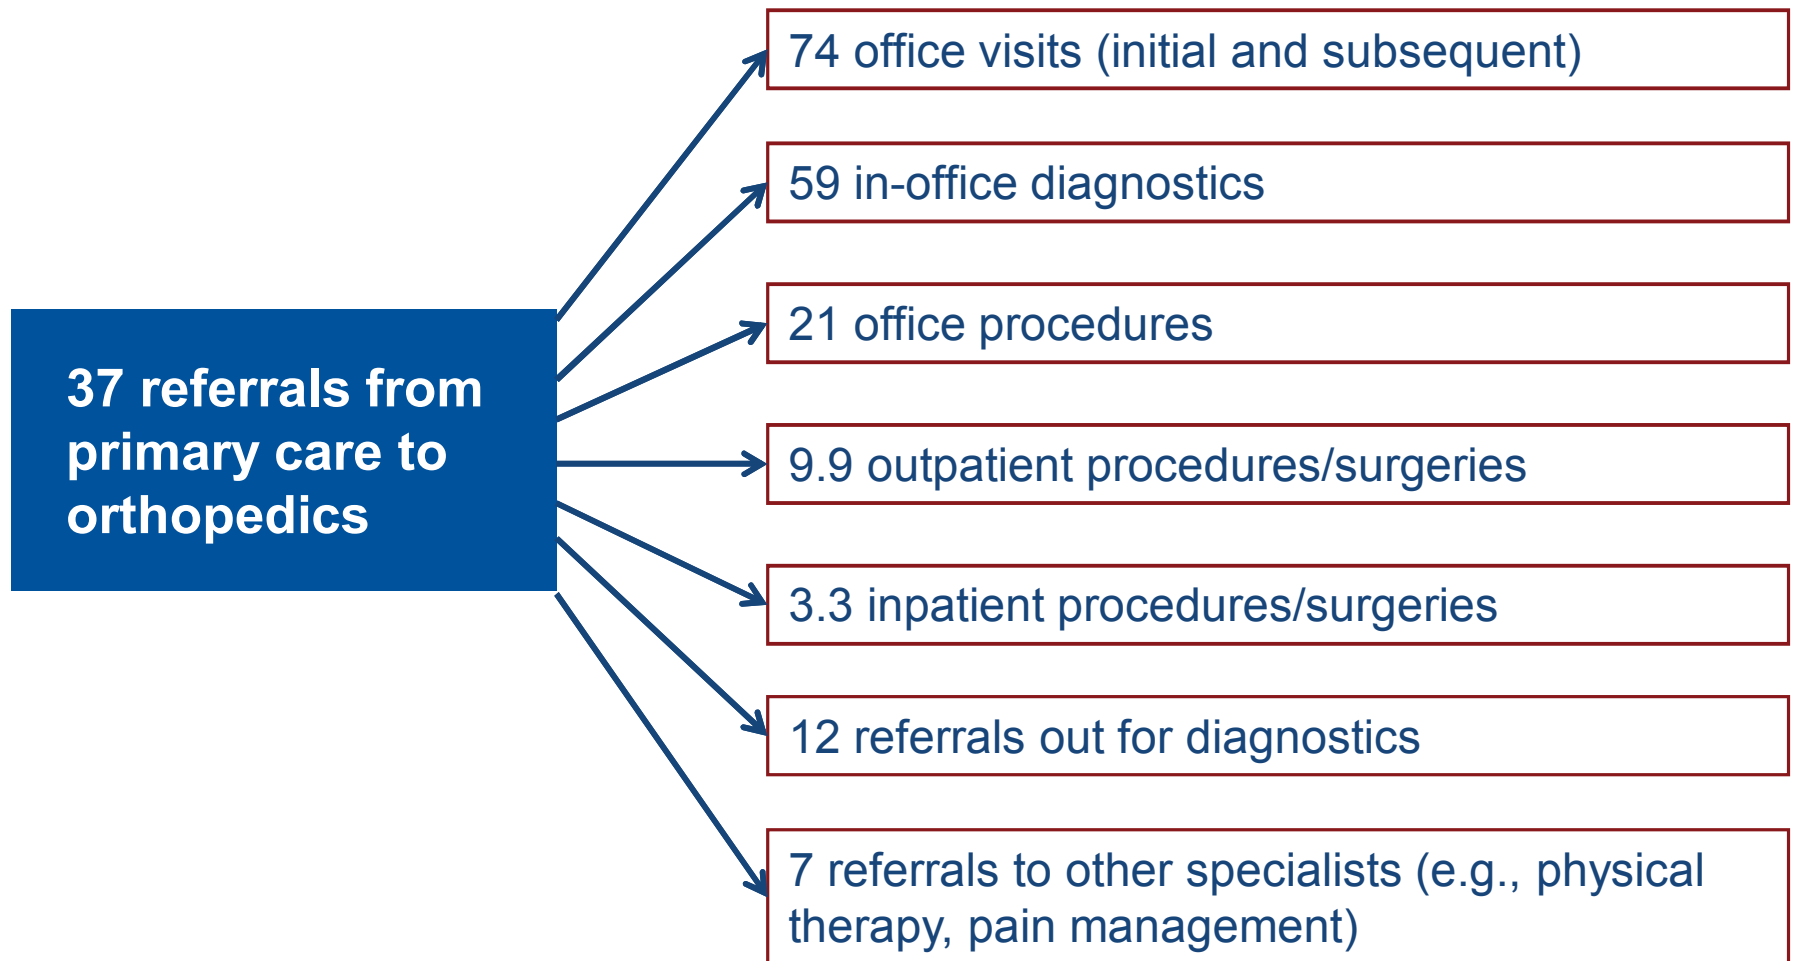 74 office visits (initial and subsequent)
59 in-office diagnostics
21 office procedures
37 referrals from
primary care to
orthopedics
9.9 outpatient procedures/surgeries
3.3 inpatient procedures/surgeries
12 referrals out for diagnostics
7 referrals to other specialists (e.g., physical
therapy, pain management)